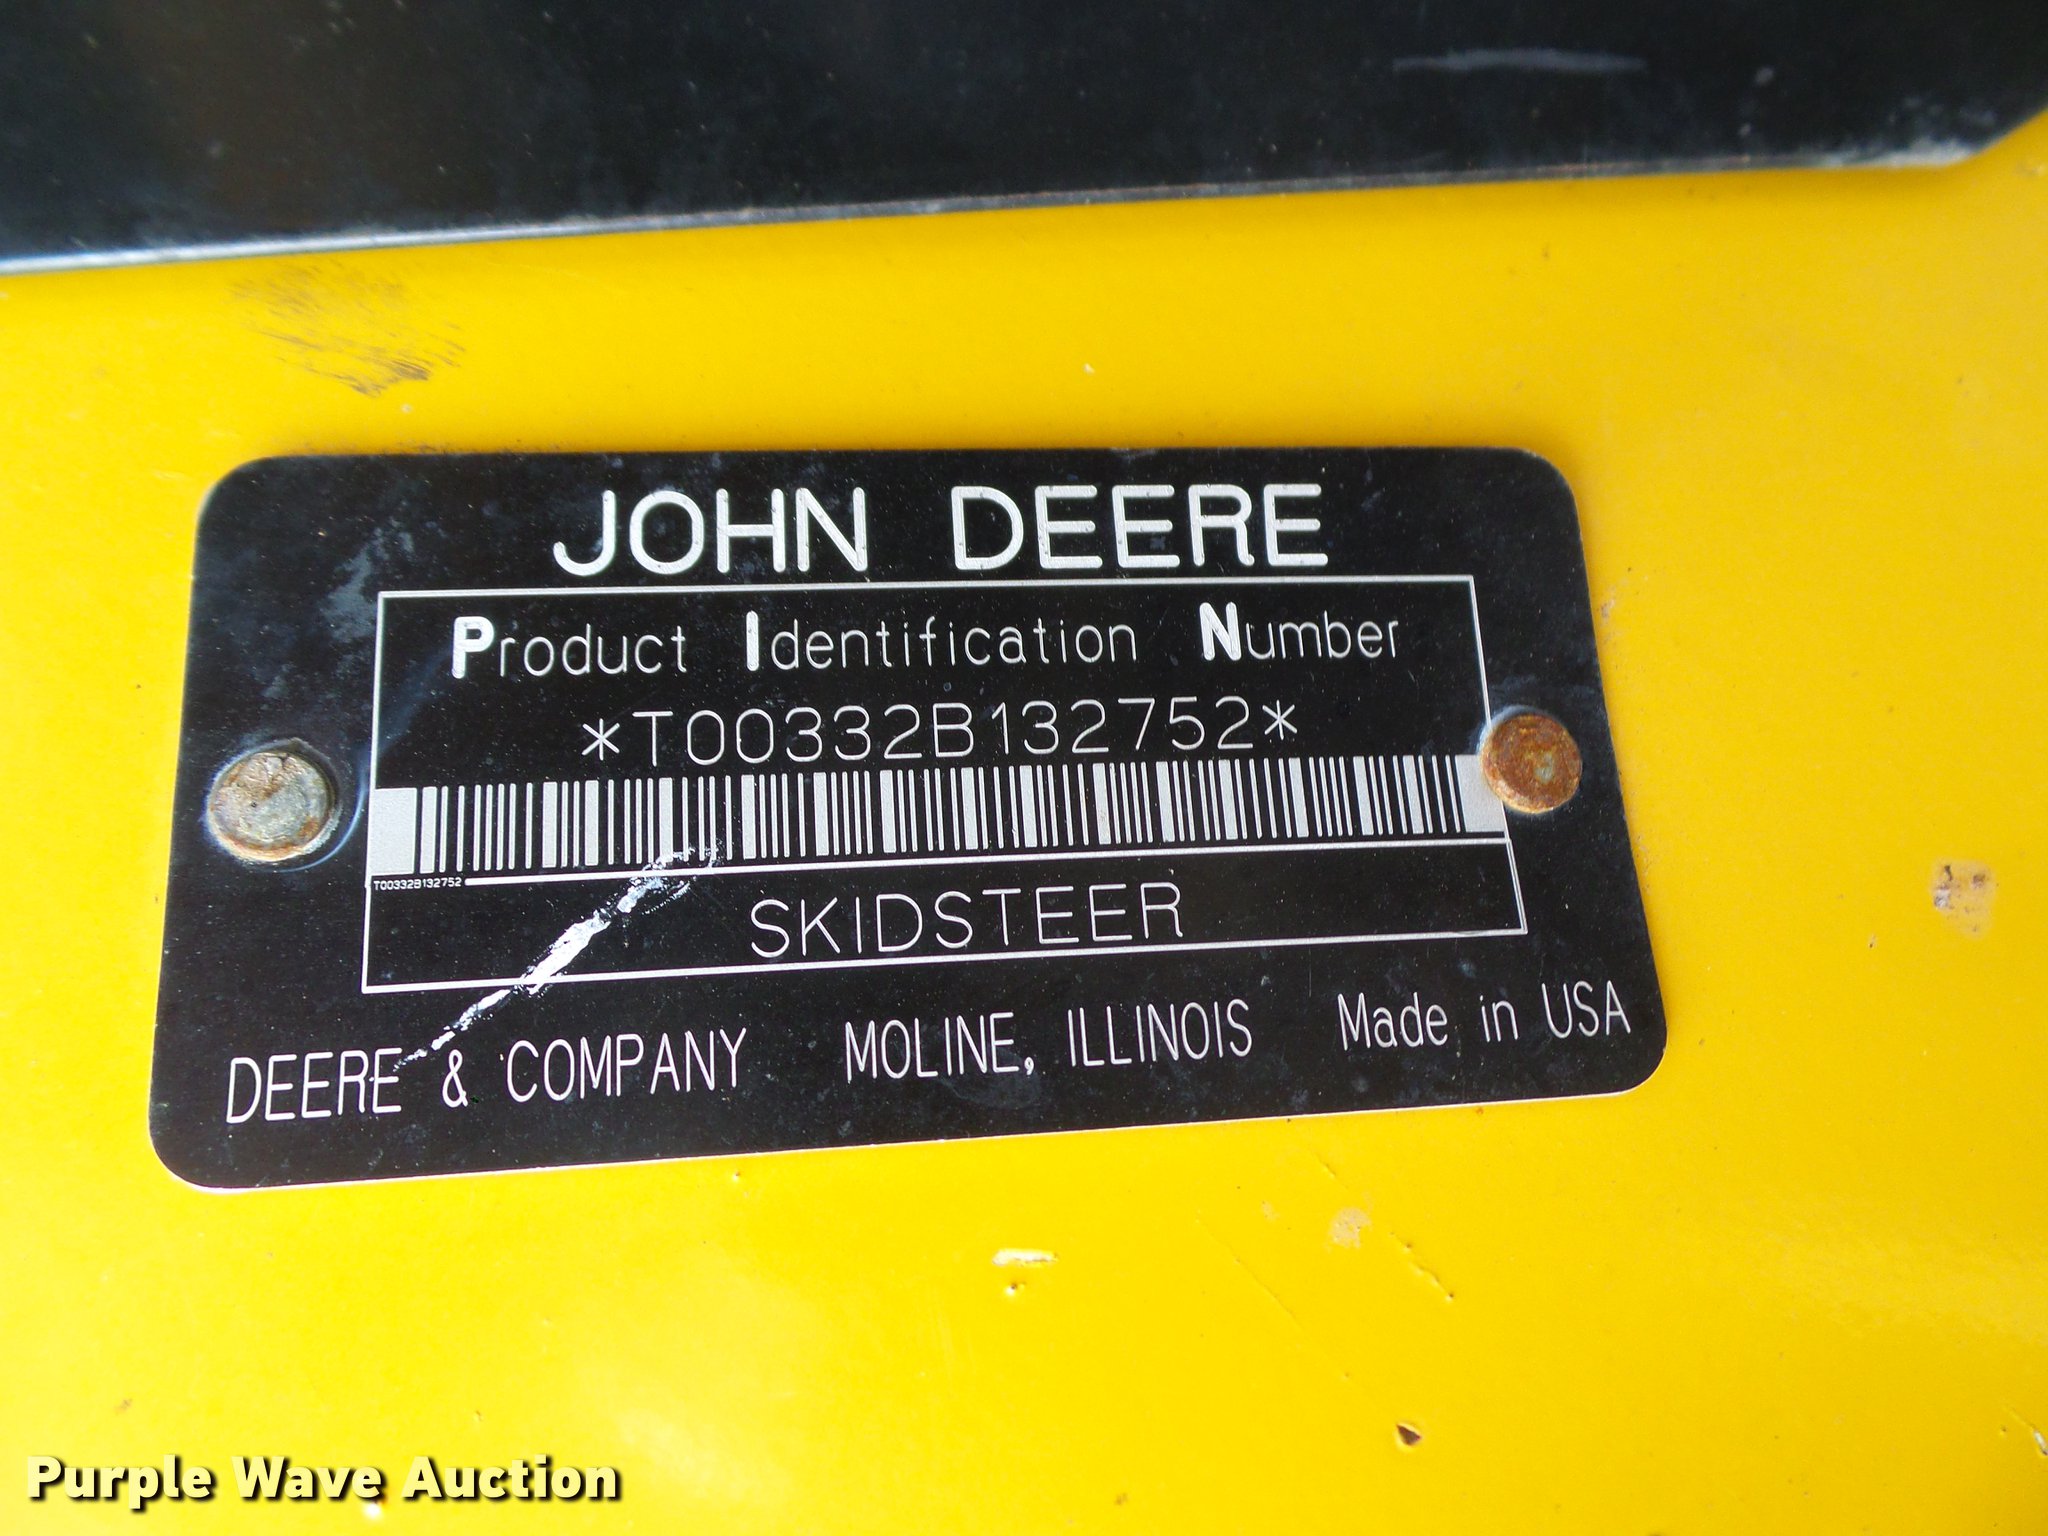 JOHN DEERE
Product Identification Number
*T00332B132752*
T00332B132752
SKIDSTEER
DEERE & COMPANY MOLINE, ILLINOIS Made in USA
Purple Wave Auction